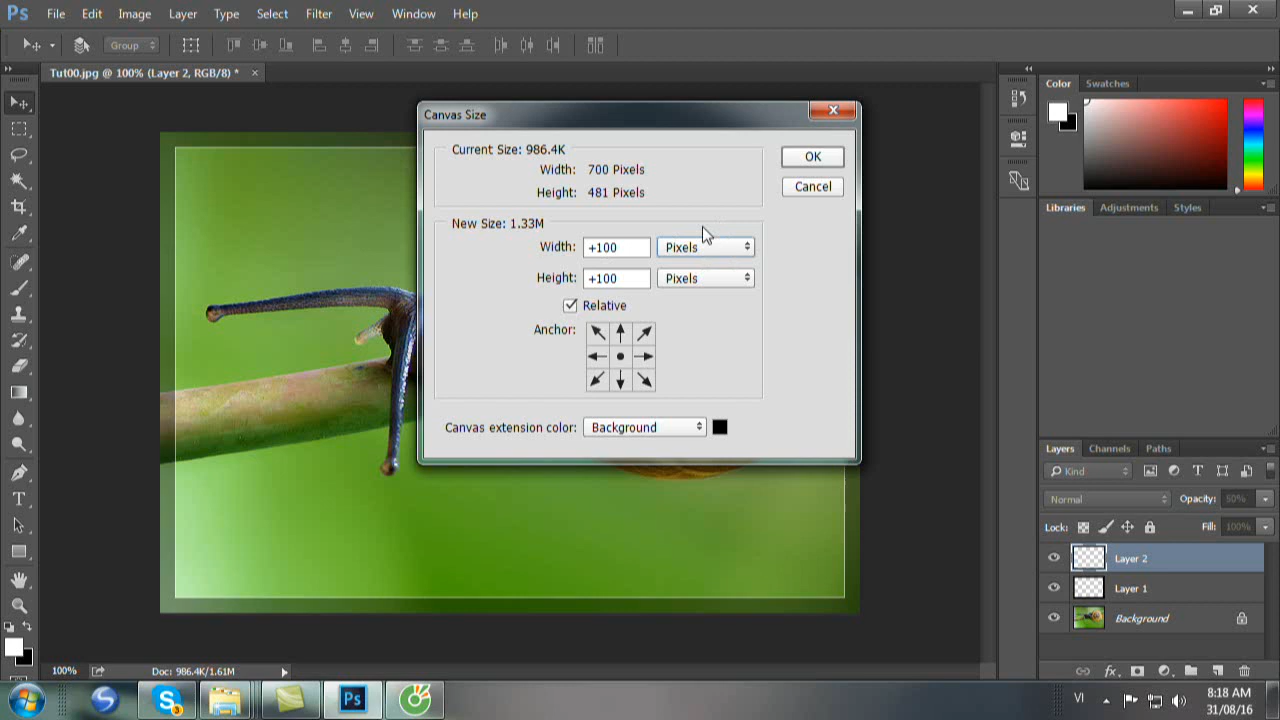 Ps File Edit Image Layer Type Select Filter View Window Help
Group
Tut00.jpg @ 100% (Layer 2, RGB/8) * ×
Color Swatches
Libraries Adjustments Styles
Canvas Size
Current Size: 986.4K
Width: 700 Pixels
Height: 481 Pixels
OK
Cancel
New Size: 1.33M
Width: +100 Pixels
Height: +100 Pixels
Relative
Anchor:
Canvas extension color: Background
Layers Channels Paths
Kind
Normal Opacity: 50%
Lock: Fill: 100%
Layer 2
Layer 1
Background
100% Doc: 986.4K/1.61M
S 3 Ps VI 8:18 AM
31/08/16